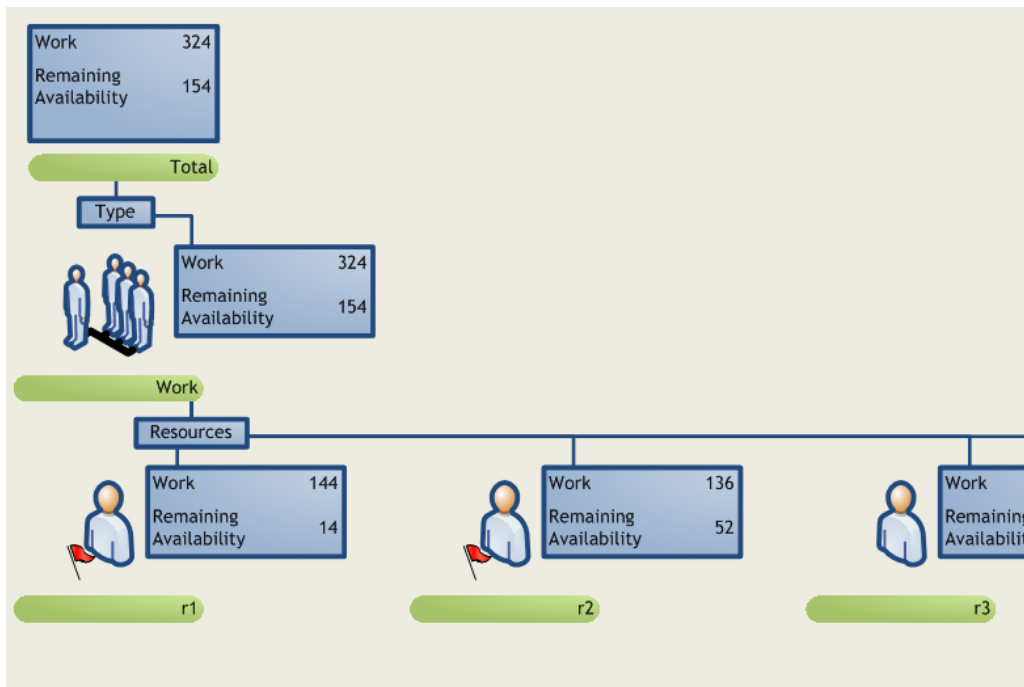 Work 324
Remaining
Availability 154
Total
Type
Work 324
Remaining
Availability 154
Work
Resources
Work 144
Remaining
Availability 14
r1
Work 136
Remaining
Availability 52
r2
Work
Remaining
Availabilit
r3